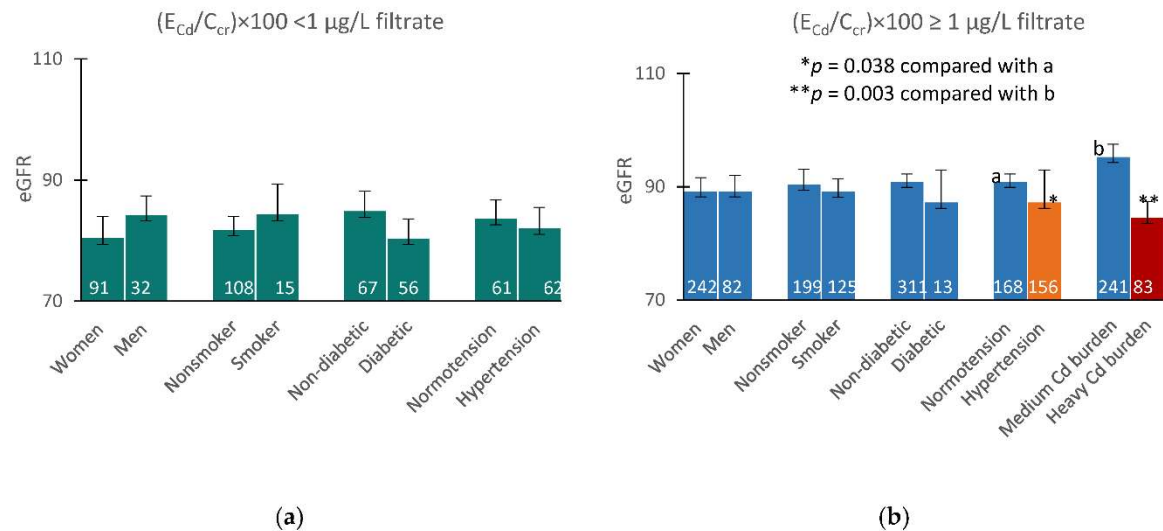 (E_Cd/C_cr)×100 <1 µg/L filtrate
110
90
70
eGFR
91 32 108 15 67 56 61 62
Women
Men
Nonsmoker
Smoker
Non-diabetic
Diabetic
Normotension
Hypertension
(a)
(E_Cd/C_cr)×100 ≥ 1 µg/L filtrate
*p = 0.038 compared with a
**p = 0.003 compared with b
110
90
70
eGFR
b
a
*
**
242 82 199 125 311 13 168 156 241 83
Women
Men
Nonsmoker
Smoker
Non-diabetic
Diabetic
Normotension
Hypertension
Medium Cd burden
Heavy Cd burden
(b)